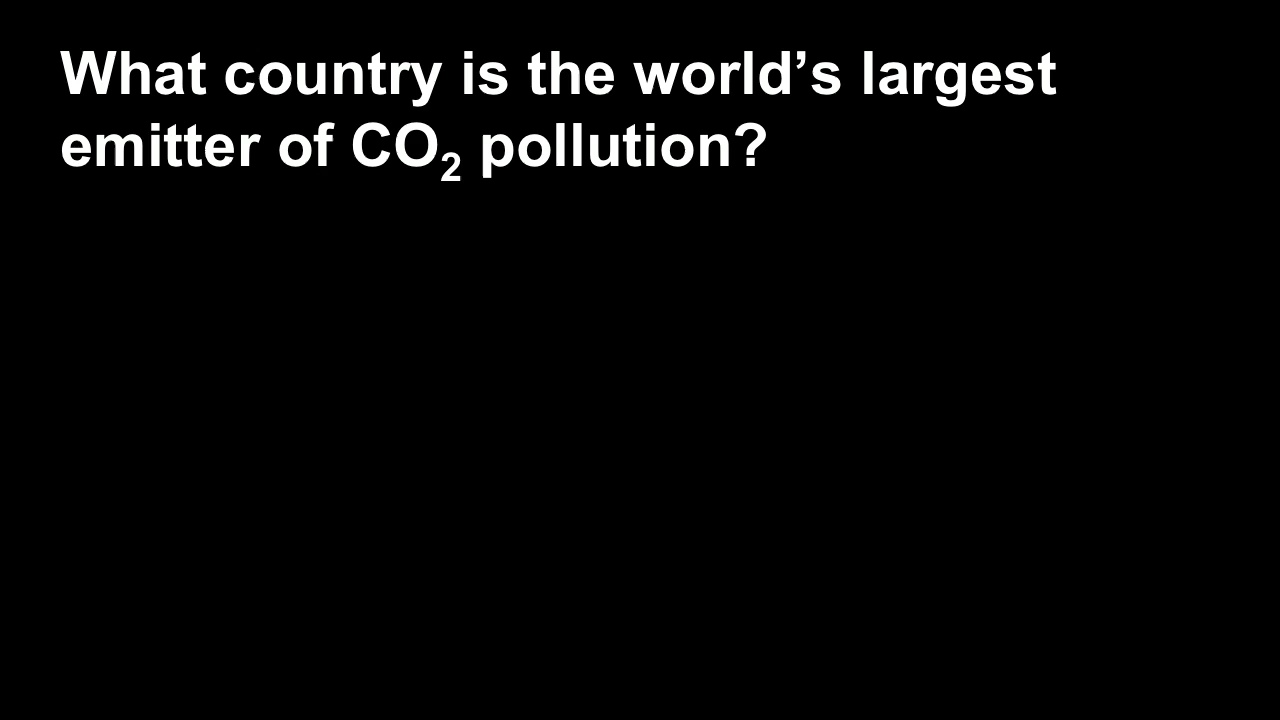 What country is the world’s largest
emitter of CO₂ pollution?